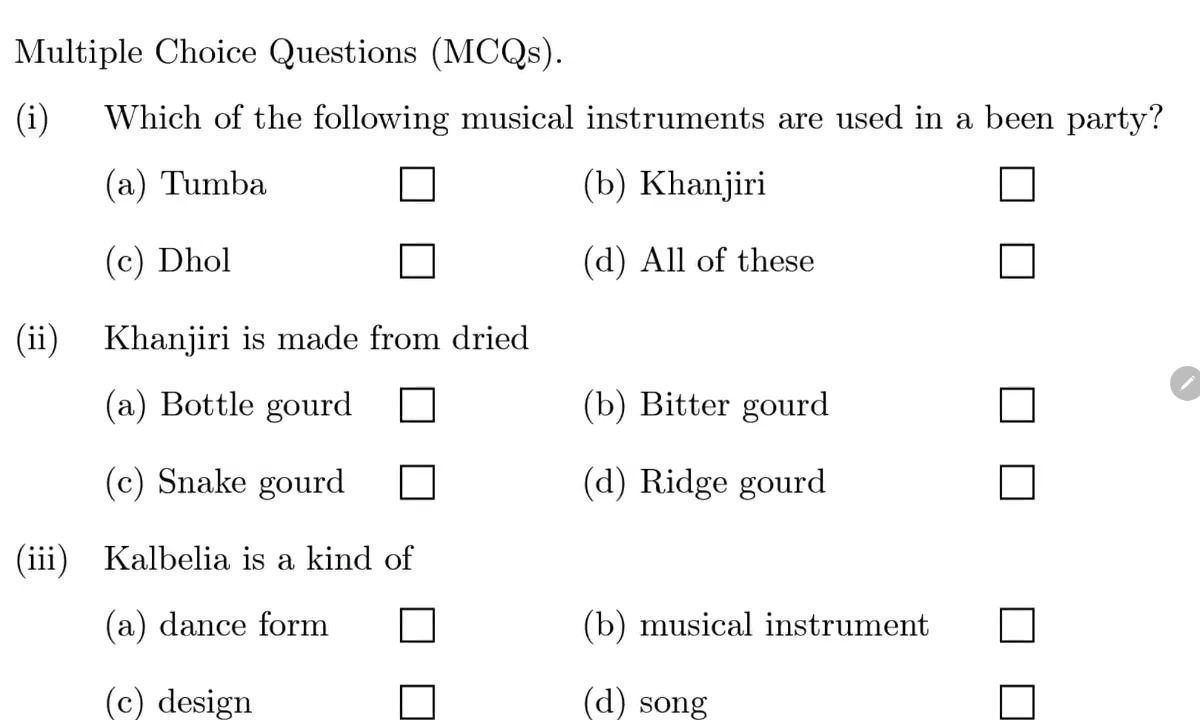 Multiple Choice Questions (MCQs).
(i) Which of the following musical instruments are used in a been party?
(a) Tumba (b) Khanjiri
(c) Dhol (d) All of these
(ii) Khanjiri is made from dried
(a) Bottle gourd (b) Bitter gourd
(c) Snake gourd (d) Ridge gourd
(iii) Kalbelia is a kind of
(a) dance form (b) musical instrument
(c) design (d) song